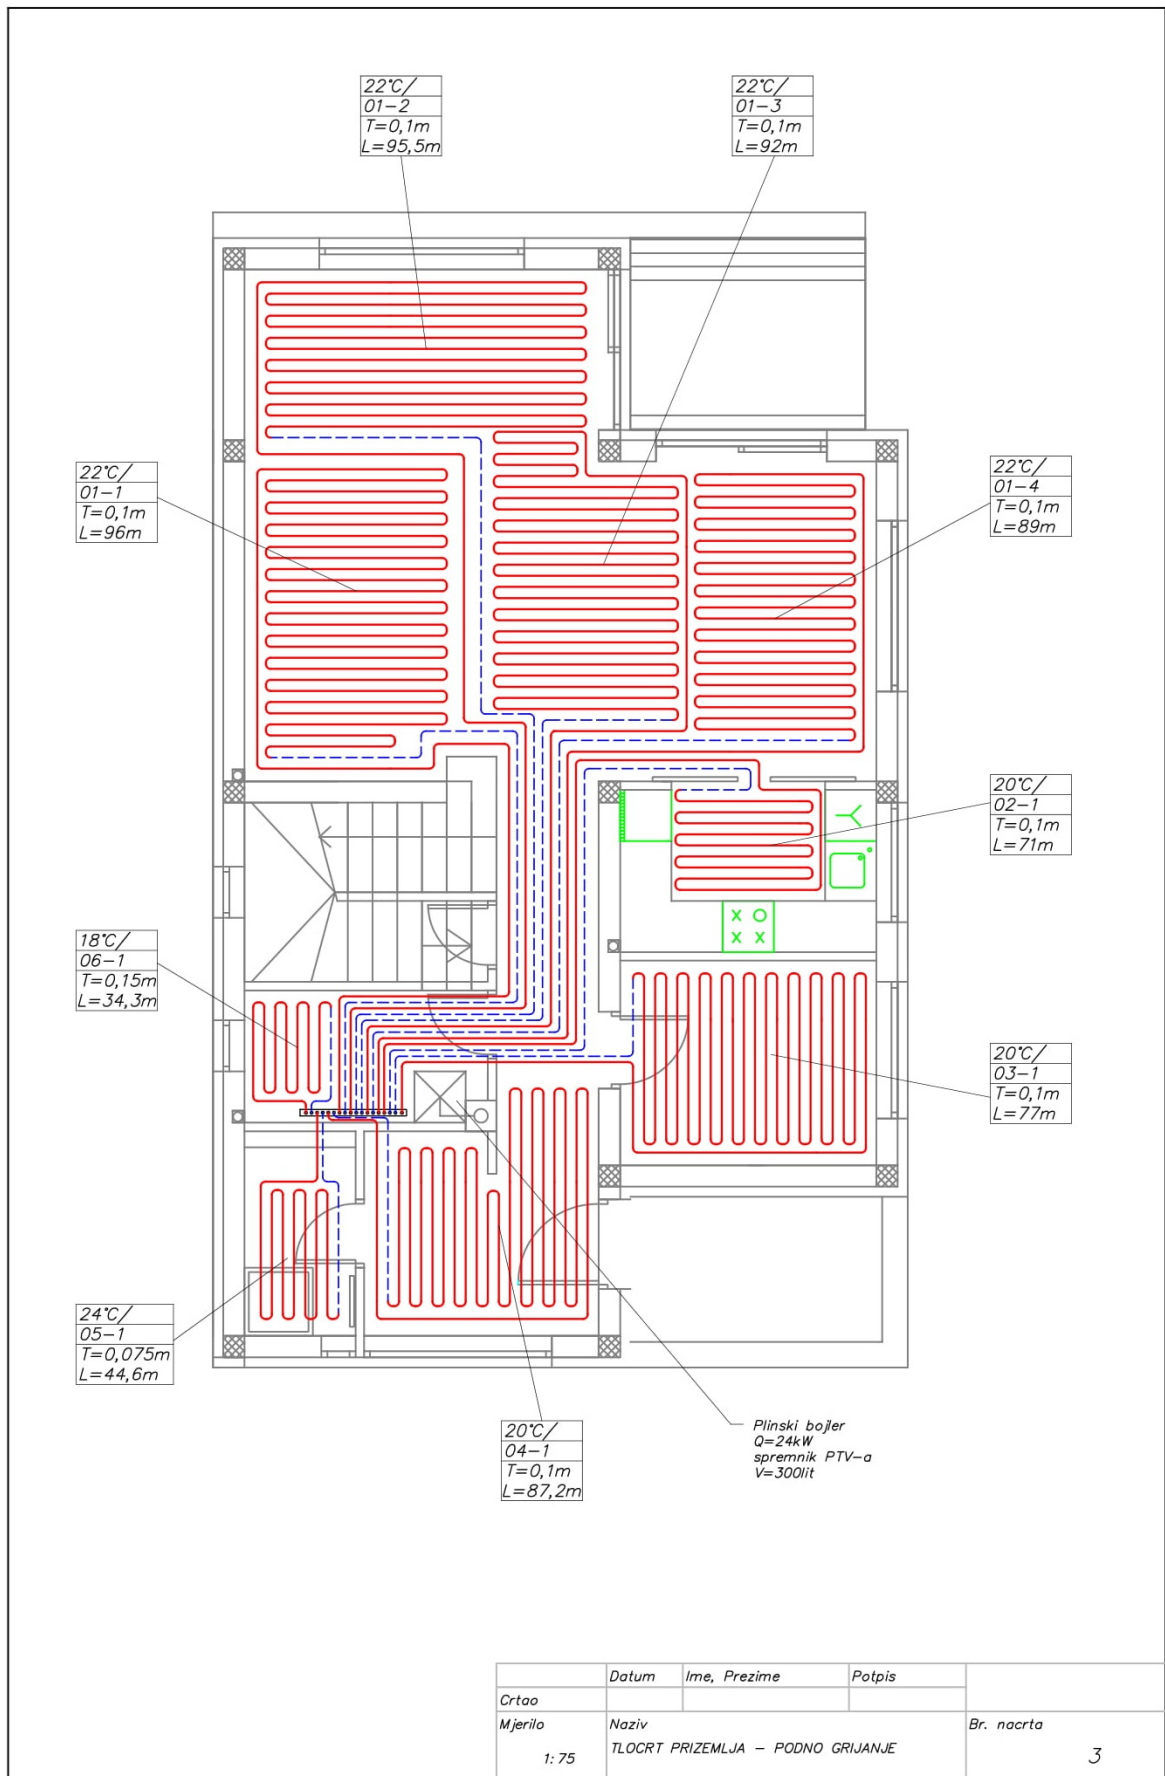 22°C/
01-2
T=0,1m
L=95,5m
22°C/
01-3
T=0,1m
L=92m
22°C/
01-1
T=0,1m
L=96m
22°C/
01-4
T=0,1m
L=89m
20°C/
02-1
T=0,1m
L=71m
18°C/
06-1
T=0,15m
L=34,3m
20°C/
03-1
T=0,1m
L=77m
24°C/
05-1
T=0,075m
L=44,6m
20°C/
04-1
T=0,1m
L=87,2m
Plinski bojler
Q=24kW
spremnik PTV-a
V=300lit
Datum Ime, Prezime Potpis
Crtao
Mjerilo Naziv Br. nacrta
1:75 TLOCRT PRIZEMLJA - PODNO GRIJANJE 3